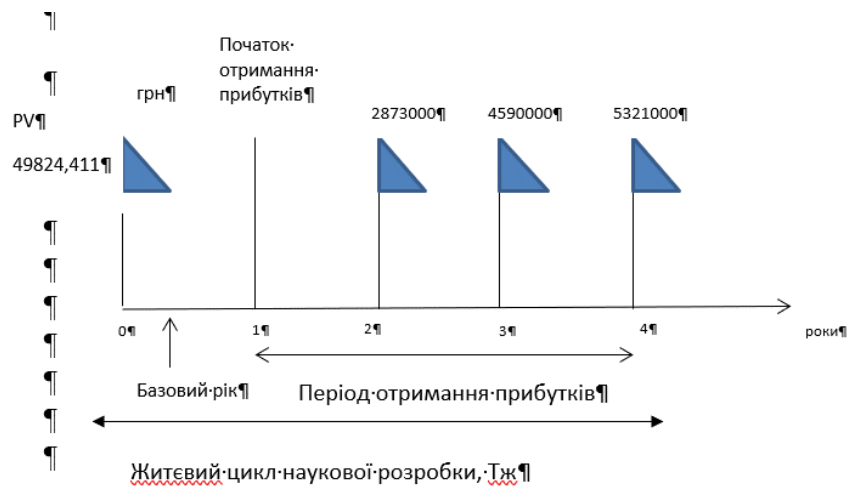 Початок·
отримання·
прибутків¶
грн¶
PV¶
49824,411¶
2873000¶
4590000¶
5321000¶
0¶
1¶
2¶
3¶
4¶
роки¶
Базовий·рік¶
Період·отримання·прибутків¶
Житєвий·цикл·наукової·розробки,·Тж¶